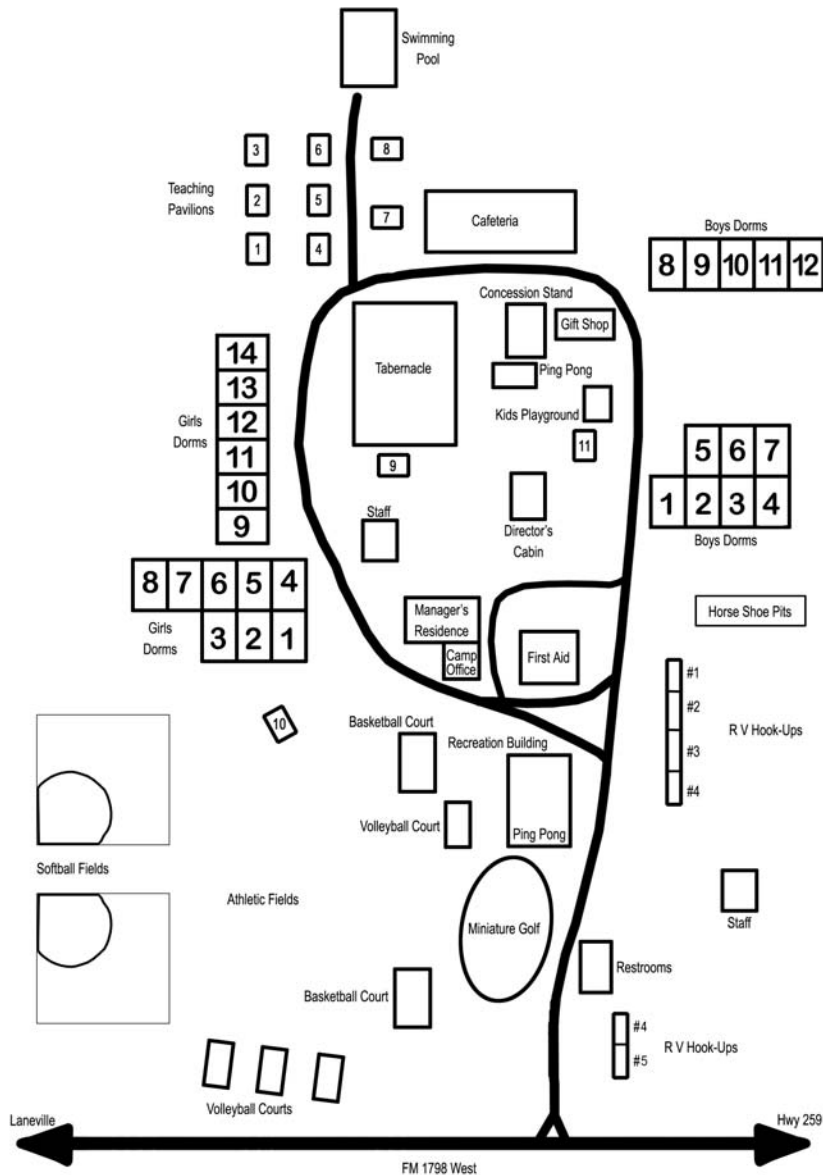 Swimming
Pool
3
6
8
Teaching
Pavilions
2
5
7
1
4
Cafeteria
Boys Dorms
8 9 10 11 12
Concession Stand
Gift Shop
Tabernacle
Ping Pong
Kids Playground
11
9
14
13
12
11
10
9
Girls
Dorms
5 6 7
1 2 3 4
Boys Dorms
Staff
Director's
Cabin
8 7 6 5 4
3 2 1
Girls
Dorms
Manager's
Residence
Camp
Office
First Aid
Horse Shoe Pits
#1
#2
#3
#4
R V Hook-Ups
10
Basketball Court
Recreation Building
Volleyball Court
Ping Pong
Softball Fields
Athletic Fields
Miniature Golf
Staff
Basketball Court
Restrooms
#4
#5
R V Hook-Ups
Volleyball Courts
Laneville
Hwy 259
FM 1798 West